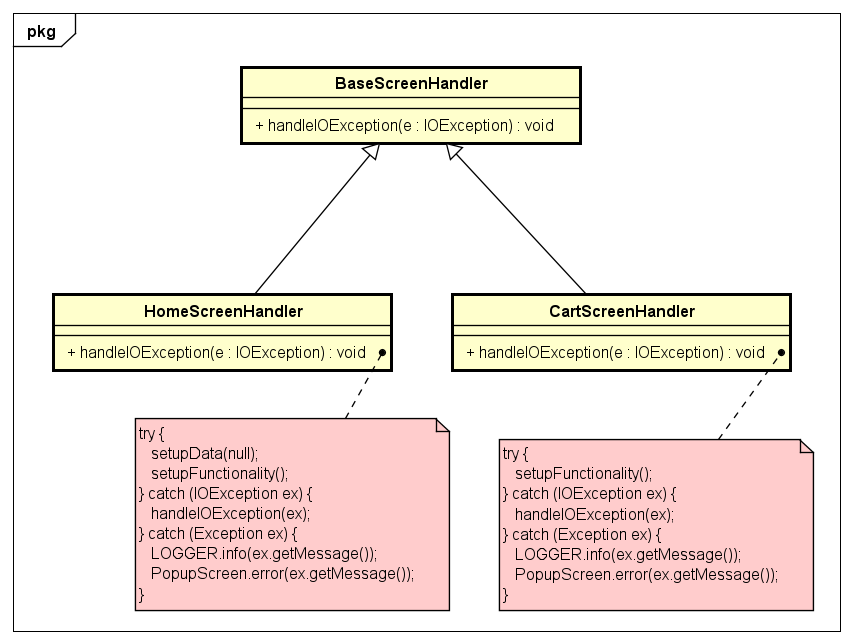 pkg
BaseScreenHandler
+ handleIOException(e : IOException) : void
HomeScreenHandler
+ handleIOException(e : IOException) : void
CartScreenHandler
+ handleIOException(e : IOException) : void
try {
setupData(null);
setupFunctionality();
} catch (IOException ex) {
handleIOException(ex);
} catch (Exception ex) {
LOGGER.info(ex.getMessage());
PopupScreen.error(ex.getMessage());
}
try {
setupFunctionality();
} catch (IOException ex) {
handleIOException(ex);
} catch (Exception ex) {
LOGGER.info(ex.getMessage());
PopupScreen.error(ex.getMessage());
}